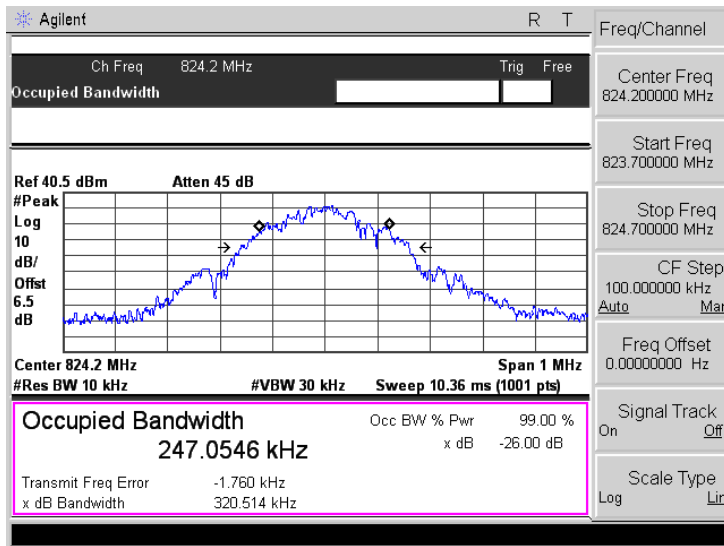 Agilent R T
Ch Freq 824.2 MHz Trig Free
Occupied Bandwidth
Ref 40.5 dBm Atten 45 dB
#Peak
Log
10
dB/
Offst
6.5
dB
Center 824.2 MHz Span 1 MHz
#Res BW 10 kHz #VBW 30 kHz Sweep 10.36 ms (1001 pts)
Occupied Bandwidth Occ BW % Pwr 99.00 %
247.0546 kHz x dB -26.00 dB
Transmit Freq Error -1.760 kHz
x dB Bandwidth 320.514 kHz
Freq/Channel
Center Freq
824.200000 MHz
Start Freq
823.700000 MHz
Stop Freq
824.700000 MHz
CF Step
100.000000 kHz
Auto Man
Freq Offset
0.00000000 Hz
Signal Track
On Off
Scale Type
Log Lin